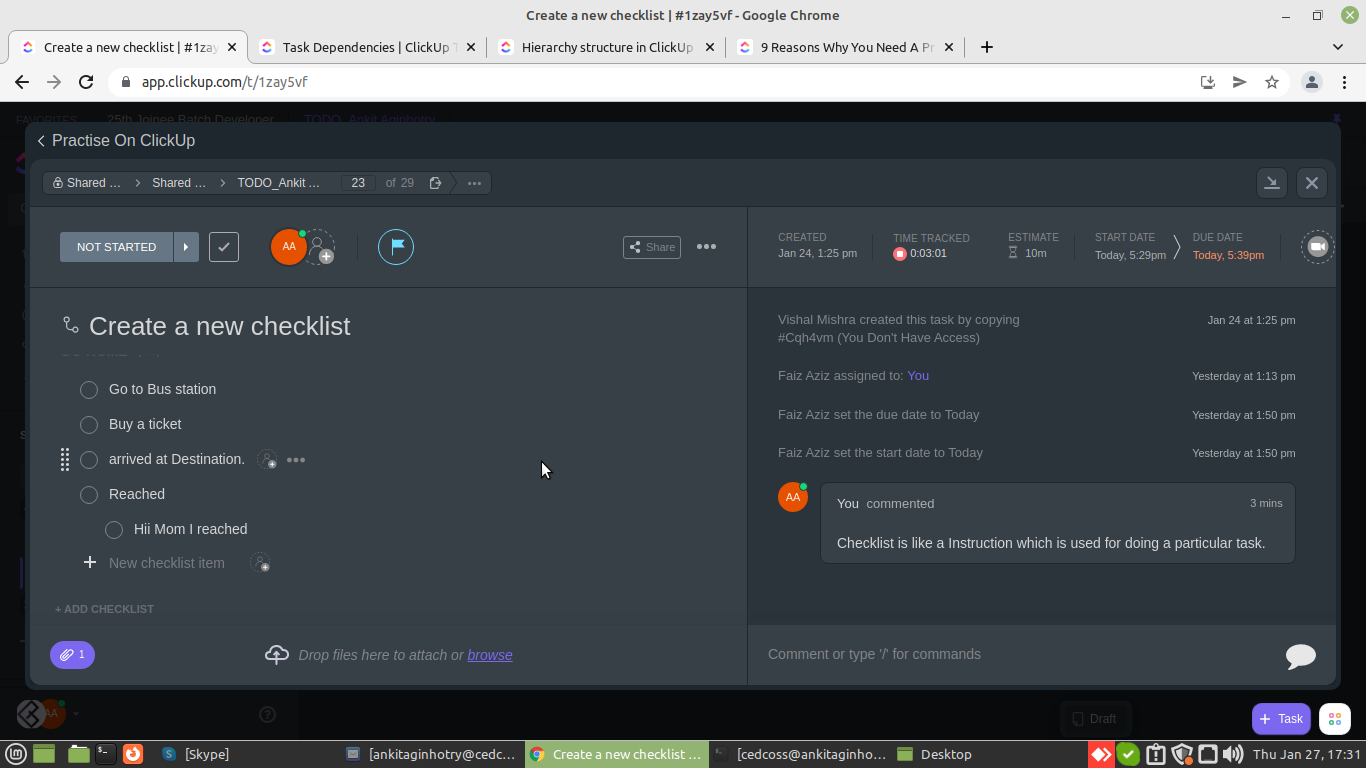 Create a new checklist | #1zay5vf - Google Chrome
Create a new checklist | #1zay
Task Dependencies | ClickUp
Hierarchy structure in ClickUp
9 Reasons Why You Need A Pr
app.clickup.com/t/1zay5vf
FAVORITES
25th Joinee Batch Developer
TODO_Ankit Aginhotry
Practise On ClickUp
Shared ...
Shared ...
TODO_Ankit ...
23
of 29
NOT STARTED
AA
Share
CREATED
Jan 24, 1:25 pm
TIME TRACKED
0:03:01
ESTIMATE
10m
START DATE
Today, 5:29pm
DUE DATE
Today, 5:39pm
Create a new checklist
Go to Bus station
Buy a ticket
arrived at Destination.
Reached
Hii Mom I reached
New checklist item
+ ADD CHECKLIST
1
Drop files here to attach or browse
Vishal Mishra created this task by copying
#Cqh4vm (You Don't Have Access)
Jan 24 at 1:25 pm
Faiz Aziz assigned to: You
Yesterday at 1:13 pm
Faiz Aziz set the due date to Today
Yesterday at 1:50 pm
Faiz Aziz set the start date to Today
Yesterday at 1:50 pm
AA
You commented
3 mins
Checklist is like a Instruction which is used for doing a particular task.
Comment or type '/' for commands
AA
Draft
+ Task
[Skype]
[ankitaginhotry@cedc...
Create a new checklist ...
[cedcoss@ankitaginho...
Desktop
Thu Jan 27, 17:31